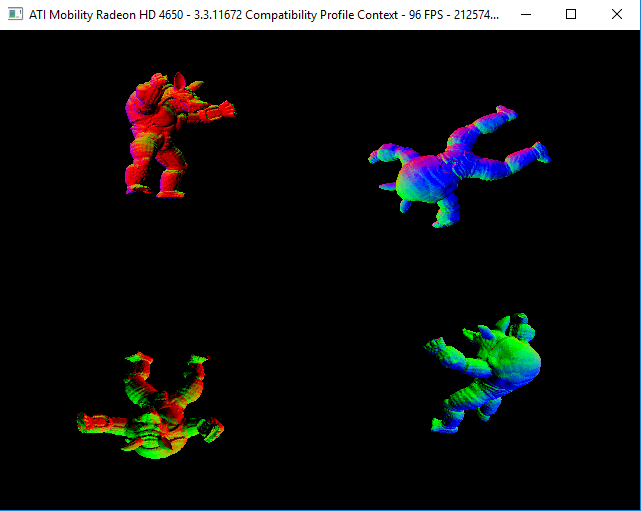 ATI Mobility Radeon HD 4650 - 3.3.11672 Compatibility Profile Context - 96 FPS - 212574...